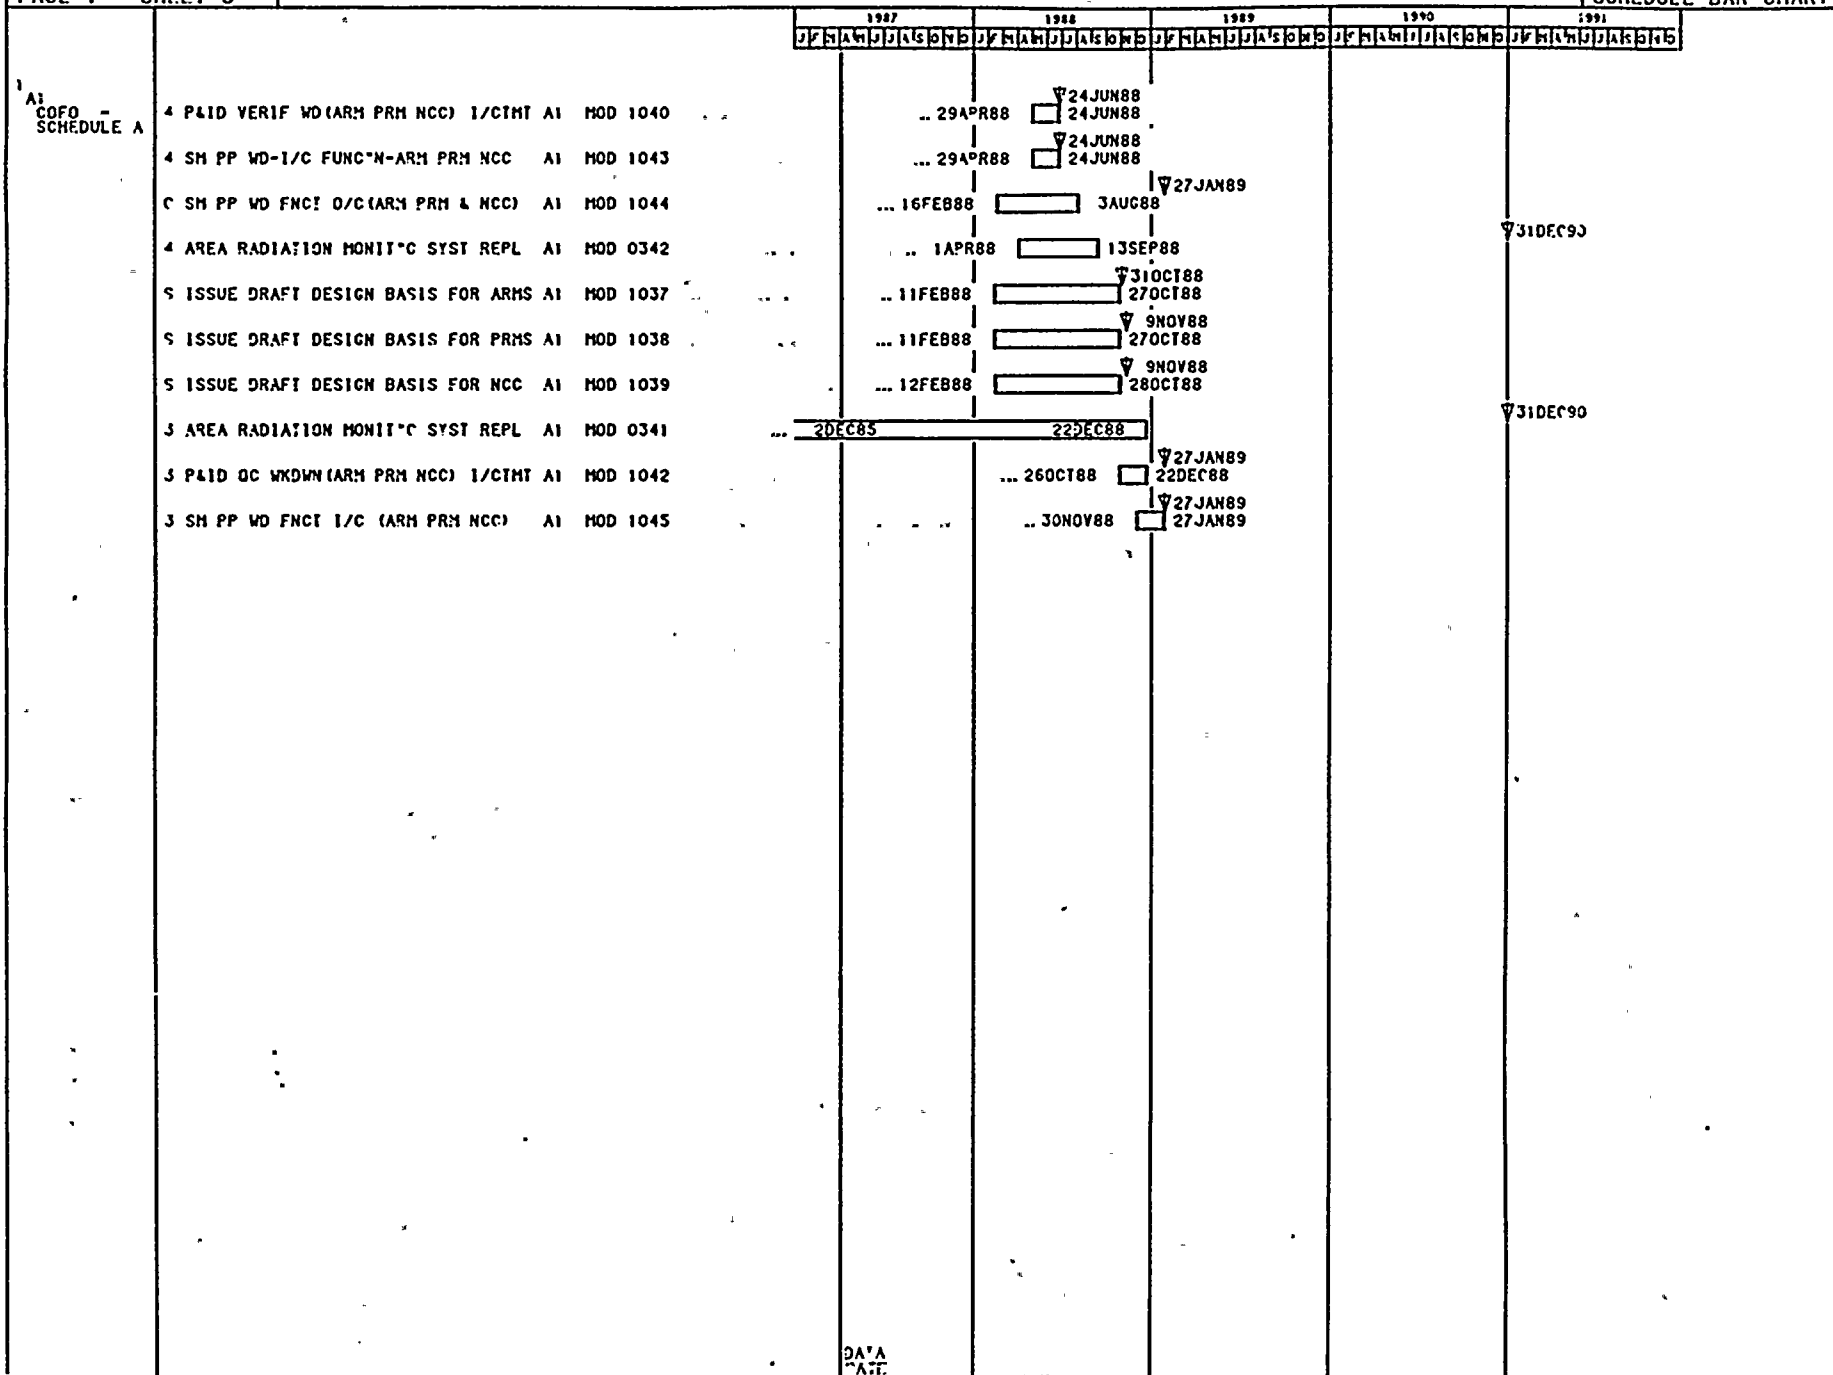 SCHEDULE BAR CHART
1987 1988 1989 1990 1991
J F M A M J J A S O N D J F M A M J J A S O N D J F M A M J J A S O N D J F M A M J J A S O N D J F M A M J J A S O N D
1
A1
COFO -
SCHEDULE A
24JUN88
4 P&ID VERIF WD(ARM PRM NCC) I/CTMT A1 MOD 1040 .. 29APR88 24JUN88
24JUN88
4 SM PP WD-I/C FUNC"N-ARM PRM NCC A1 MOD 1043 ... 29APR88 24JUN88
27JAN89
C SM PP WD FNCT O/C(ARM PRM & NCC) A1 MOD 1044 ... 16FEB88 3AUG88
31DEC90
4 AREA RADIATION MONIT"G SYST REPL A1 MOD 0342 .. 1APR88 13SEP88
31OCT88
S ISSUE DRAFT DESIGN BASIS FOR ARMS A1 MOD 1037 .. 11FEB88 27OCT88
9NOV88
S ISSUE DRAFT DESIGN BASIS FOR PRMS A1 MOD 1038 ... 11FEB88 27OCT88
9NOV88
S ISSUE DRAFT DESIGN BASIS FOR NCC A1 MOD 1039 ... 12FEB88 28OCT88
31DEC90
3 AREA RADIATION MONIT"G SYST REPL A1 MOD 0341 ... 2DEC85 22DEC88
27JAN89
3 P&ID QC WKDWN(ARM PRM NCC) I/CTMT A1 MOD 1042 ... 26OCT88 22DEC88
27JAN89
3 SM PP WD FNCT I/C (ARM PRM NCC) A1 MOD 1045 .. 30NOV88 27JAN89
DATA
DATE